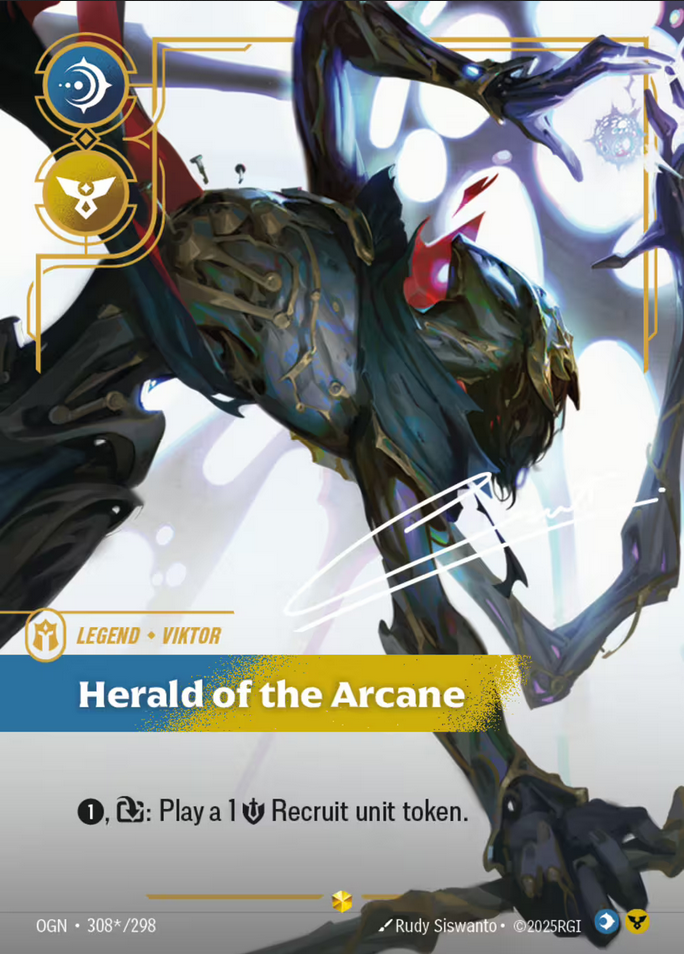 LEGEND • VIKTOR
Herald of the Arcane
1, : Play a 1 Recruit unit token.
OGN • 308*/298
Rudy Siswanto • ©2025RGI